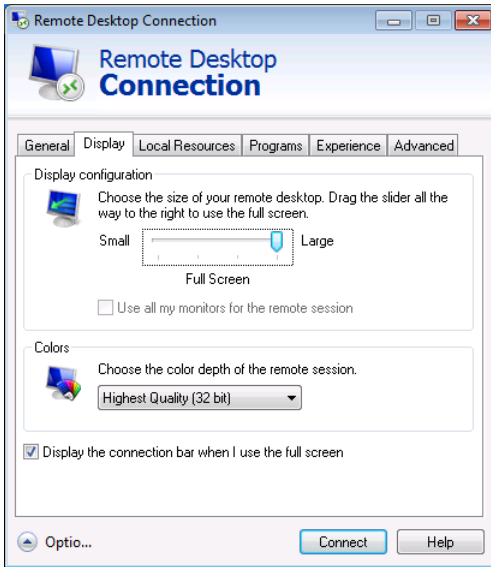 Remote Desktop Connection
Remote Desktop
Connection
General Display Local Resources Programs Experience Advanced
Display configuration
Choose the size of your remote desktop. Drag the slider all the
way to the right to use the full screen.
Small Large
Full Screen
Use all my monitors for the remote session
Colors
Choose the color depth of the remote session.
Highest Quality (32 bit)
Display the connection bar when I use the full screen
Optio... Connect Help